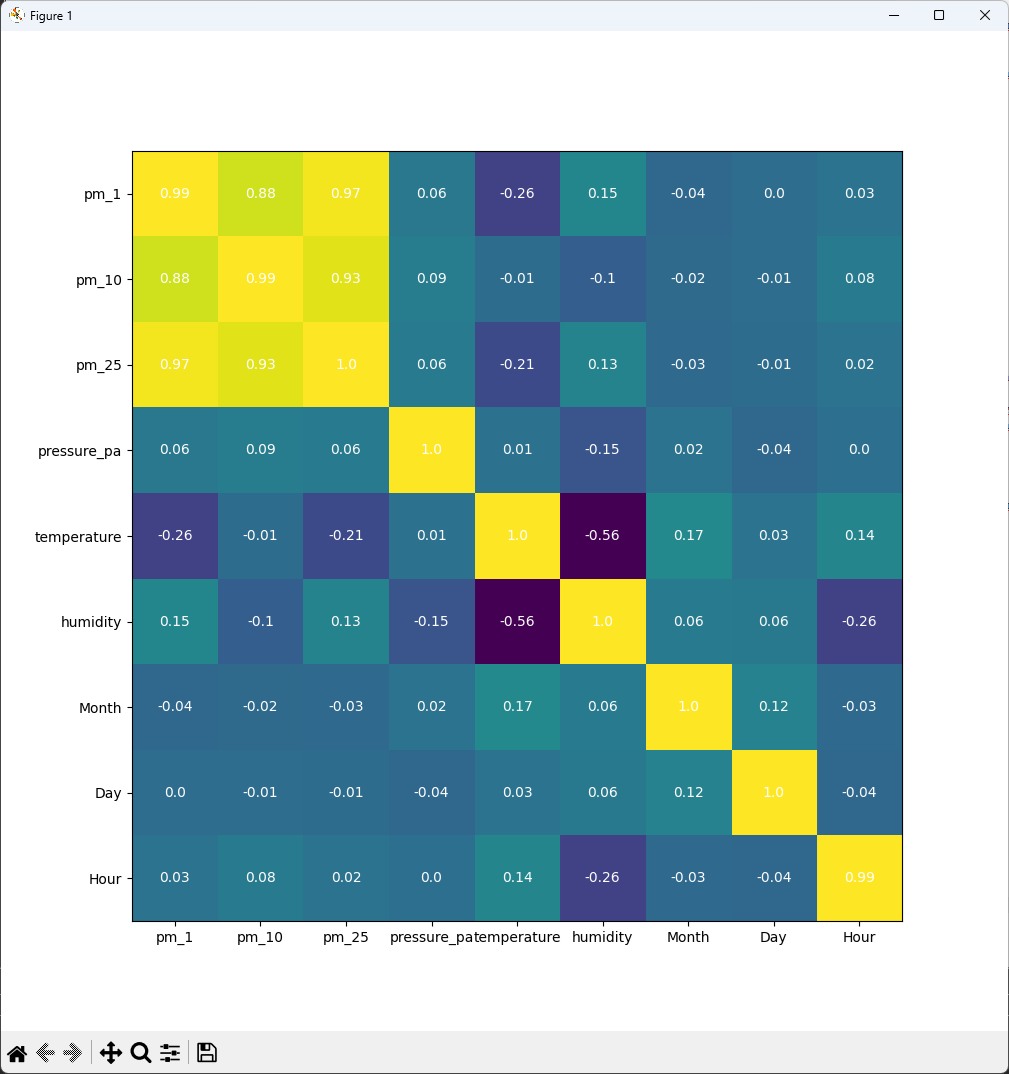 Figure 1
pm_1 0.99 0.88 0.97 0.06 -0.26 0.15 -0.04 0.0 0.03
pm_10 0.88 0.99 0.93 0.09 -0.01 -0.1 -0.02 -0.01 0.08
pm_25 0.97 0.93 1.0 0.06 -0.21 0.13 -0.03 -0.01 0.02
pressure_pa 0.06 0.09 0.06 1.0 0.01 -0.15 0.02 -0.04 0.0
temperature -0.26 -0.01 -0.21 0.01 1.0 -0.56 0.17 0.03 0.14
humidity 0.15 -0.1 0.13 -0.15 -0.56 1.0 0.06 0.06 -0.26
Month -0.04 -0.02 -0.03 0.02 0.17 0.06 1.0 0.12 -0.03
Day 0.0 -0.01 -0.01 -0.04 0.03 0.06 0.12 1.0 -0.04
Hour 0.03 0.08 0.02 0.0 0.14 -0.26 -0.03 -0.04 0.99
pm_1 pm_10 pm_25 pressure_pa temperature humidity Month Day Hour